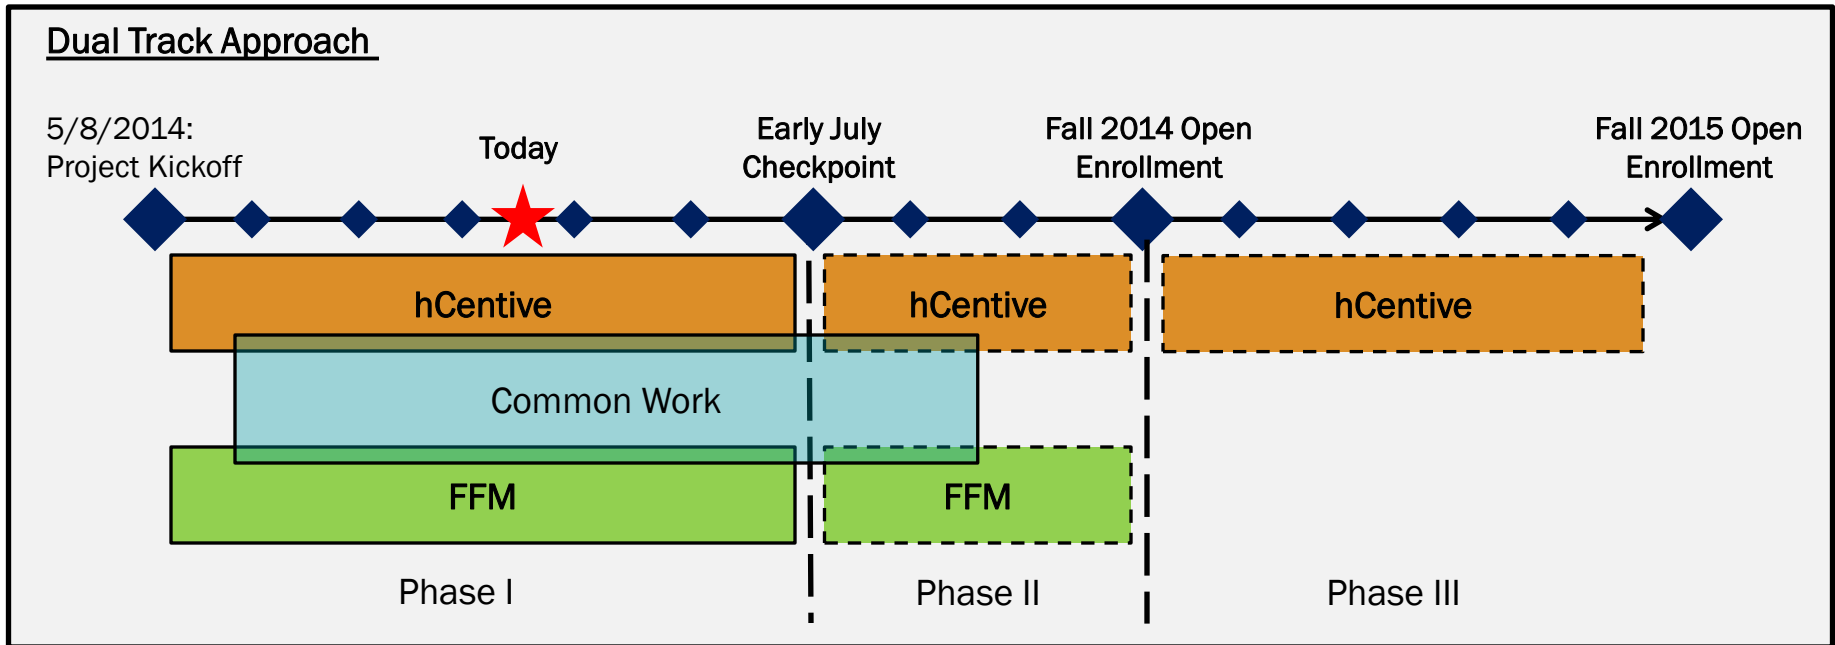 Dual Track Approach
5/8/2014:
Project Kickoff
Today
Early July
Checkpoint
Fall 2014 Open
Enrollment
Fall 2015 Open
Enrollment
hCentive
hCentive
hCentive
Common Work
FFM
FFM
Phase I
Phase II
Phase III